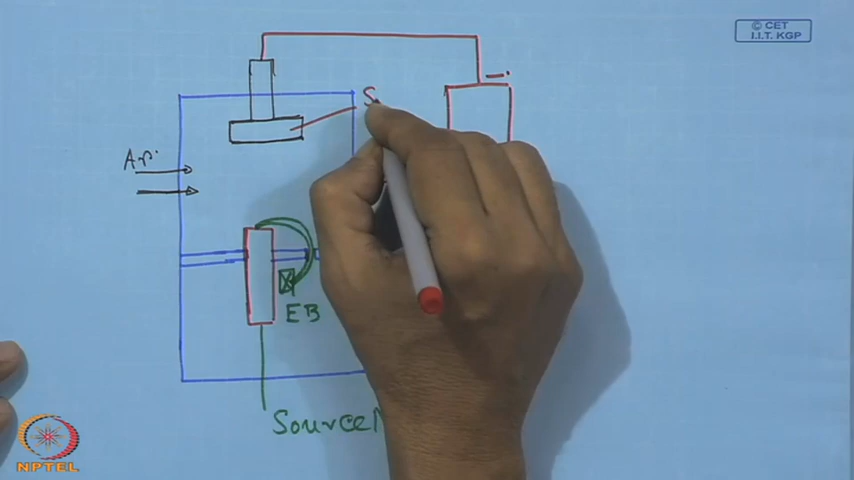 © CET
I.I.T. KGP
S
Ar.
EB
Source
NPTEL